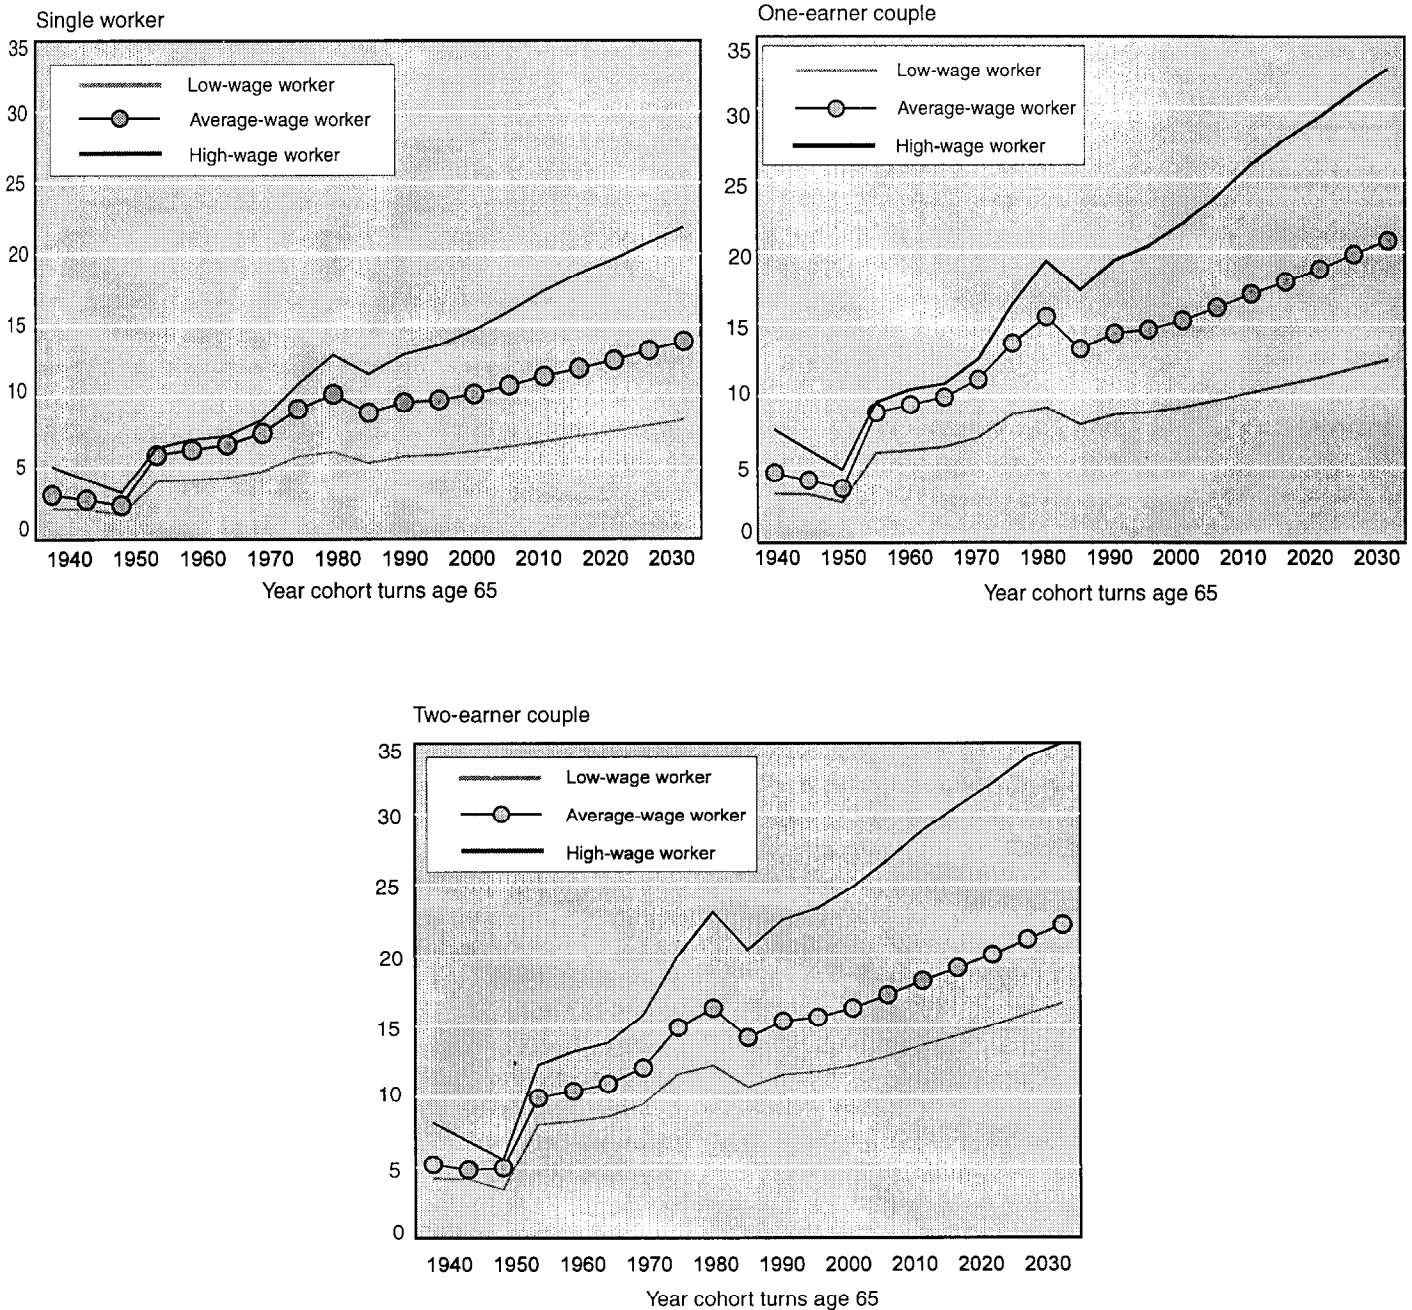 Single worker
35
30
25
20
15
10
5
0
Low-wage worker
Average-wage worker
High-wage worker
1940 1950 1960 1970 1980 1990 2000 2010 2020 2030
Year cohort turns age 65
One-earner couple
35
30
25
20
15
10
5
0
Low-wage worker
Average-wage worker
High-wage worker
1940 1950 1960 1970 1980 1990 2000 2010 2020 2030
Year cohort turns age 65
Two-earner couple
35
30
25
20
15
10
5
0
Low-wage worker
Average-wage worker
High-wage worker
1940 1950 1960 1970 1980 1990 2000 2010 2020 2030
Year cohort turns age 65